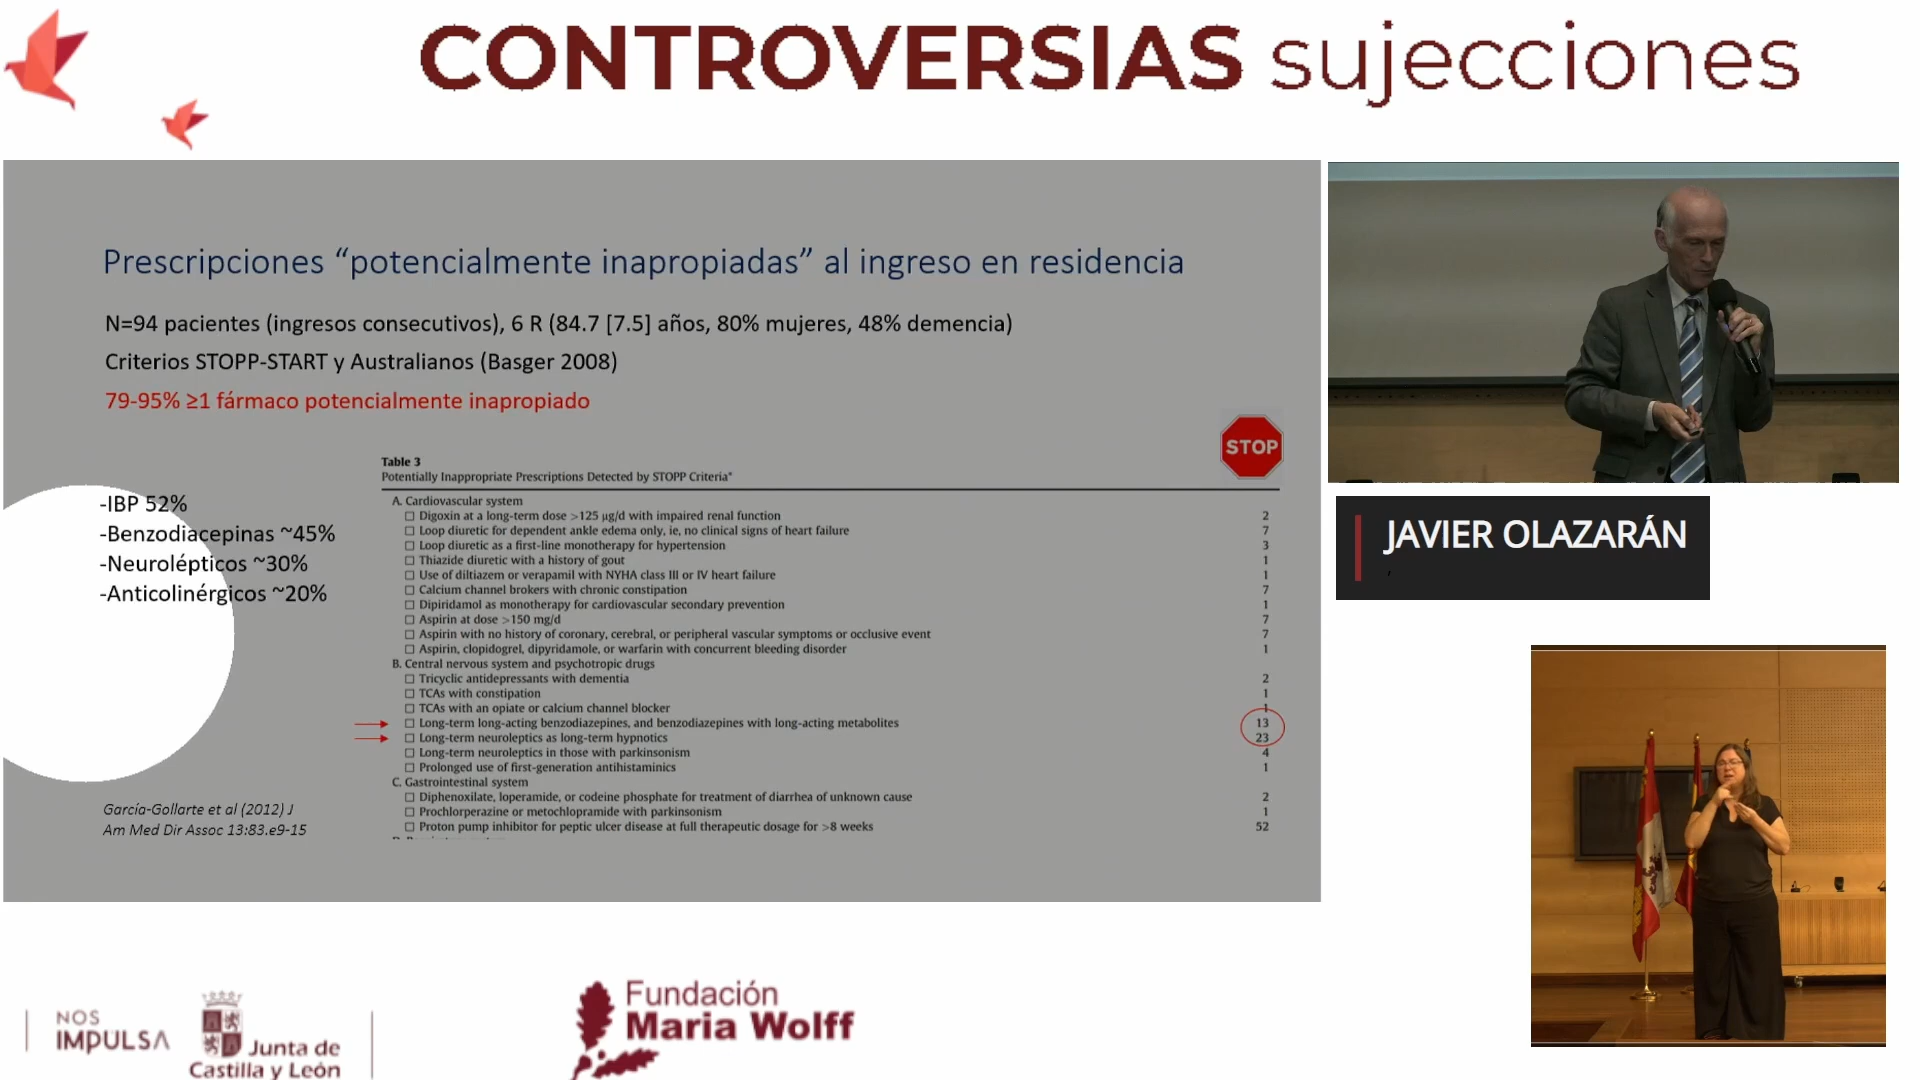 CONTROVERSIAS sujecciones
Prescripciones “potencialmente inapropiadas” al ingreso en residencia
N=94 pacientes (ingresos consecutivos), 6 R (84.7 [7.5] años, 80% mujeres, 48% demencia)
Criterios STOPP-START y Australianos (Basger 2008)
79-95% ≥1 fármaco potencialmente inapropiado
STOP
-IBP 52%
-Benzodiacepinas ~45%
-Neurolépticos ~30%
-Anticolinérgicos ~20%
Table 3
Potentially Inappropriate Prescriptions Detected by STOPP Criteria*
A. Cardiovascular system
☐ Digoxin at a long-term dose >125 µg/d with impaired renal function 2
☐ Loop diuretic for dependent ankle edema only, ie, no clinical signs of heart failure 7
☐ Loop diuretic as a first-line monotherapy for hypertension 3
☐ Thiazide diuretic with a history of gout 1
☐ Use of diltiazem or verapamil with NYHA class III or IV heart failure 1
☐ Calcium channel brokers with chronic constipation 7
☐ Dipiridamol as monotherapy for cardiovascular secondary prevention 1
☐ Aspirin at dose >150 mg/d 7
☐ Aspirin with no history of coronary, cerebral, or peripheral vascular symptoms or occlusive event 7
☐ Aspirin, clopidogrel, dipyridamole, or warfarin with concurrent bleeding disorder 1
B. Central nervous system and psychotropic drugs
☐ Tricyclic antidepressants with dementia 2
☐ TCAs with constipation 1
☐ TCAs with an opiate or calcium channel blocker 1
☐ Long-term long-acting benzodiazepines, and benzodiazepines with long-acting metabolites 13
☐ Long-term neuroleptics as long-term hypnotics 23
☐ Long-term neuroleptics in those with parkinsonism 4
☐ Prolonged use of first-generation antihistaminics 1
C. Gastrointestinal system
☐ Diphenoxilate, loperamide, or codeine phosphate for treatment of diarrhea of unknown cause 2
☐ Prochlorperazine or metochlopramide with parkinsonism 1
☐ Proton pump inhibitor for peptic ulcer disease at full therapeutic dosage for >8 weeks 52
García-Gollarte et al (2012) J
Am Med Dir Assoc 13:83.e9-15
JAVIER OLAZARÁN
,
NOS
IMPULSA
Junta de
Castilla y León
Fundación
Maria Wolff